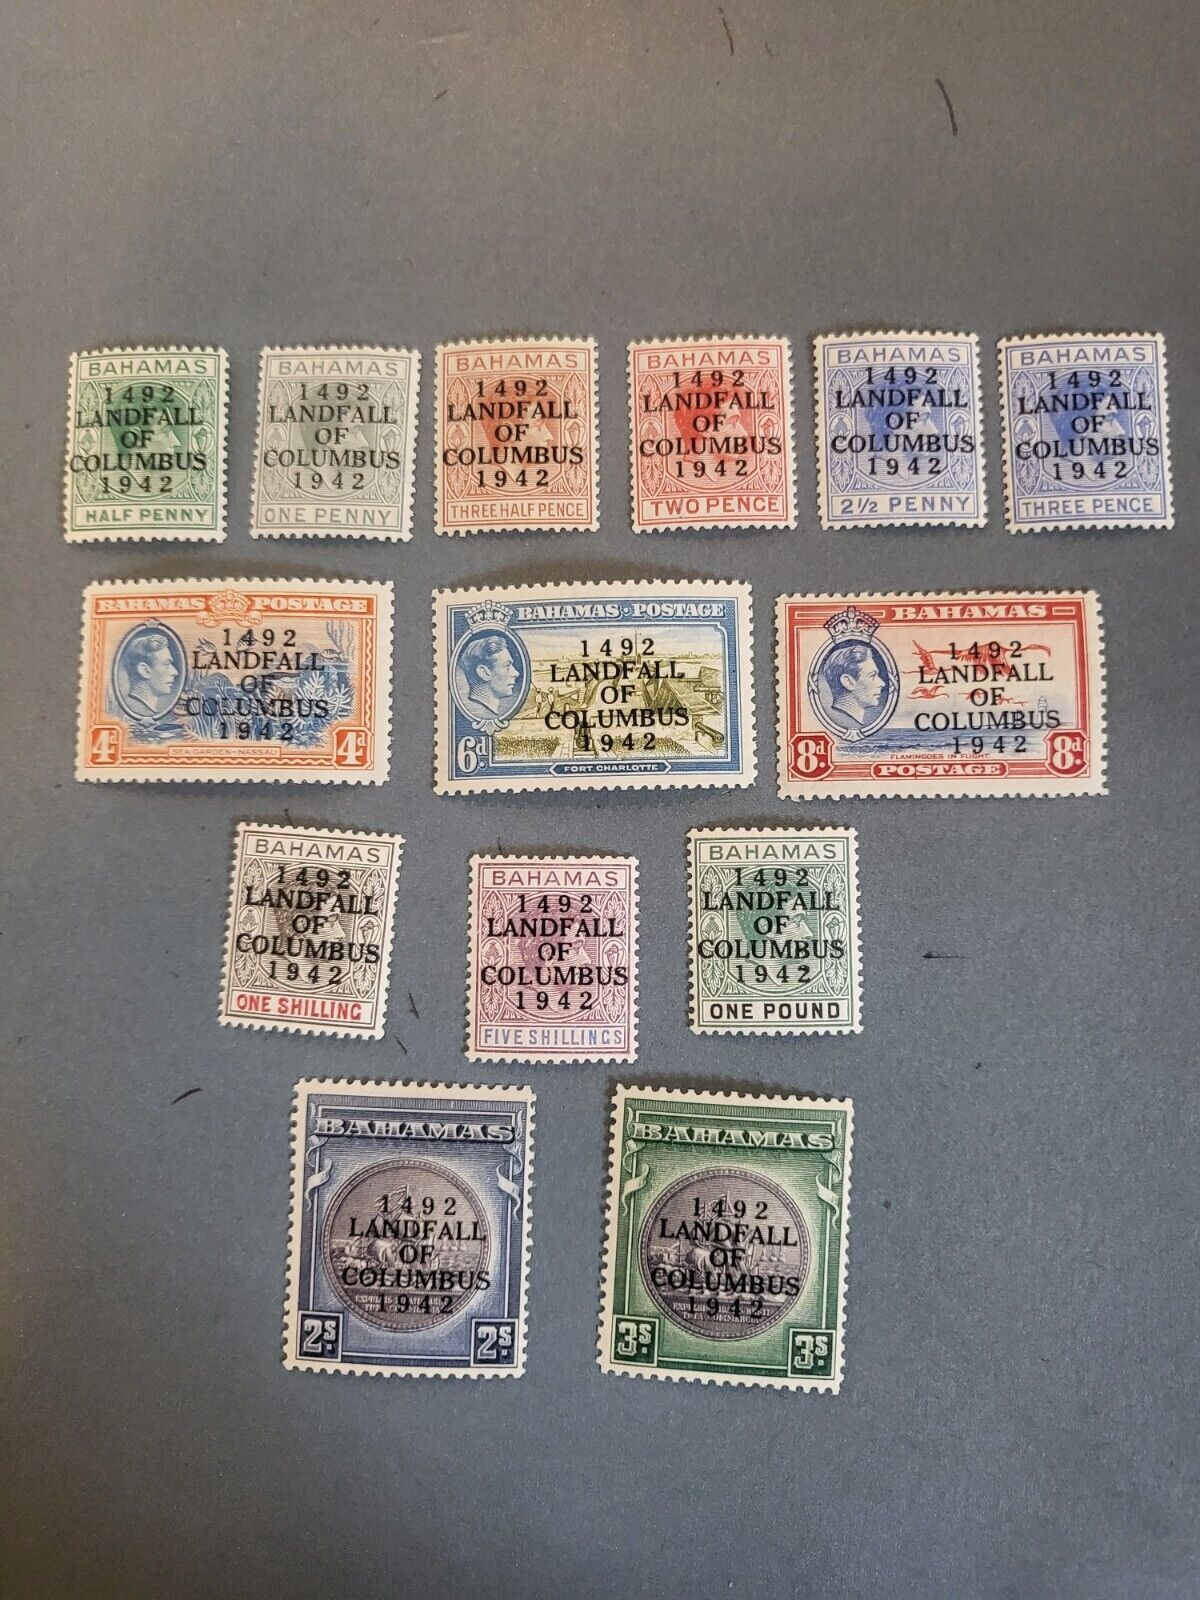 BAHAMAS
1492
LANDFALL
OF
COLUMBUS
1942
HALF PENNY
BAHAMAS
1492
LANDFALL
OF
COLUMBUS
1942
ONE PENNY
BAHAMAS
1492
LANDFALL
OF
COLUMBUS
1942
THREE HALF PENCE
BAHAMAS
1492
LANDFALL
OF
COLUMBUS
1942
TWO PENCE
BAHAMAS
1492
LANDFALL
OF
COLUMBUS
1942
2½ PENNY
BAHAMAS
1492
LANDFALL
OF
COLUMBUS
1942
THREE PENCE
BAHAMAS POSTAGE
1492
LANDFALL
OF
COLUMBUS
1942
4d 4d
SEA GARDEN-NASSAU
BAHAMAS·POSTAGE
1492
LANDFALL
OF
COLUMBUS
1942
6d.
FORT CHARLOTTE
BAHAMAS
1492
LANDFALL
OF
COLUMBUS
1942
8d 8d
FLAMINGOES IN FLIGHT
POSTAGE
BAHAMAS
1492
LANDFALL
OF
COLUMBUS
1942
ONE SHILLING
BAHAMAS
1492
LANDFALL
OF
COLUMBUS
1942
FIVE SHILLINGS
BAHAMAS
1492
LANDFALL
OF
COLUMBUS
1942
ONE POUND
BAHAMAS
1492
LANDFALL
OF
COLUMBUS
1942
2s 2s
BAHAMAS
1492
LANDFALL
OF
COLUMBUS
1942
3s 3s